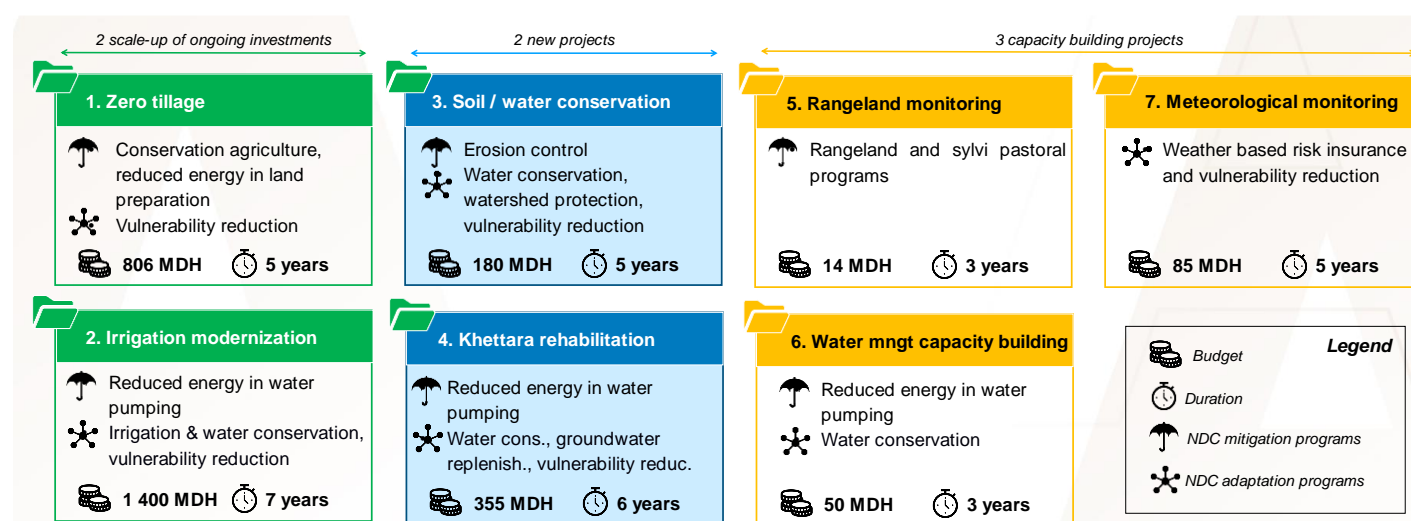 2 scale-up of ongoing investments
2 new projects
3 capacity building projects
1. Zero tillage
Conservation agriculture,
reduced energy in land
preparation
Vulnerability reduction
806 MDH
5 years
3. Soil / water conservation
Erosion control
Water conservation,
watershed protection,
vulnerability reduction
180 MDH
5 years
5. Rangeland monitoring
Rangeland and sylvi pastoral
programs
14 MDH
3 years
7. Meteorological monitoring
Weather based risk insurance
and vulnerability reduction
85 MDH
5 years
2. Irrigation modernization
Reduced energy in water
pumping
Irrigation & water conservation,
vulnerability reduction
1 400 MDH
7 years
4. Khettara rehabilitation
Reduced energy in water
pumping
Water cons., groundwater
replenish., vulnerability reduc.
355 MDH
6 years
6. Water mngt capacity building
Reduced energy in water
pumping
Water conservation
50 MDH
3 years
Legend
Budget
Duration
NDC mitigation programs
NDC adaptation programs